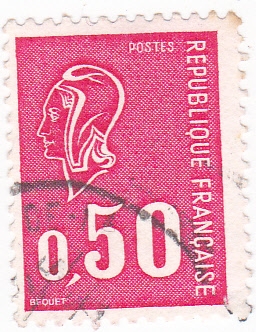 POSTES
REPUBLIQUE FRANÇAISE
0,50
BEQUET